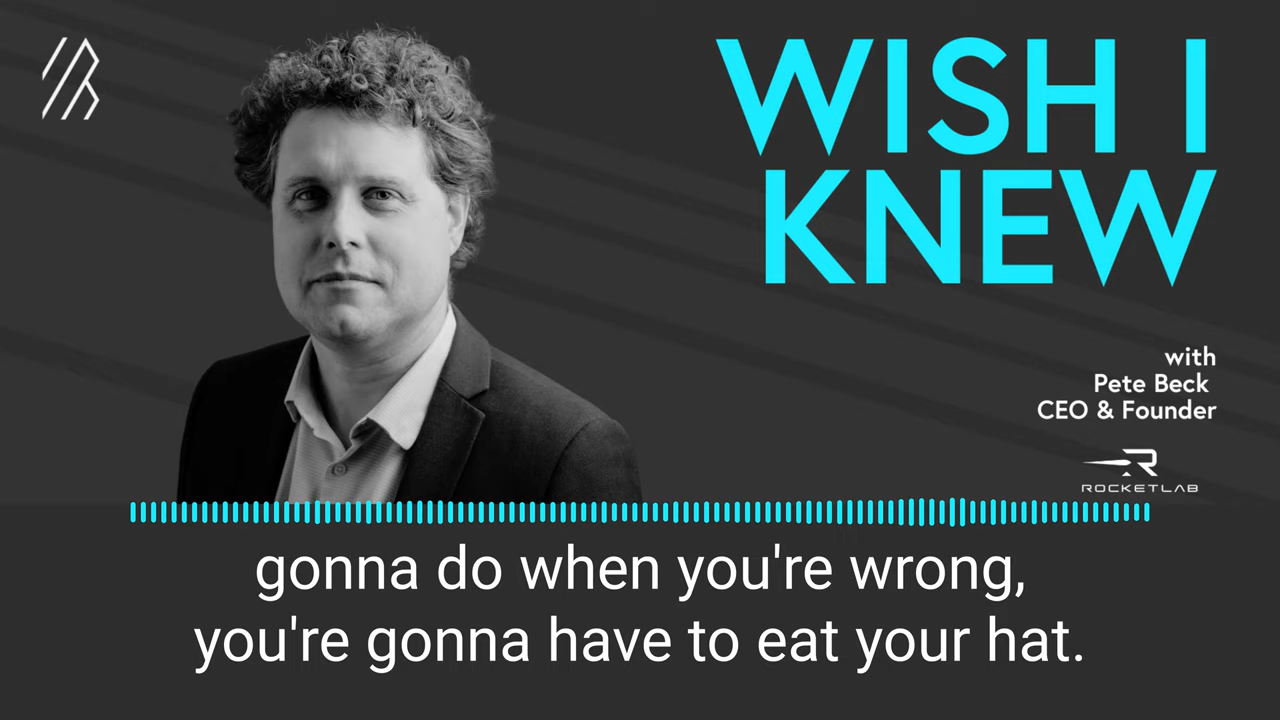 WISH I
KNEW
with
Pete Beck
CEO & Founder
ROCKETLAB
gonna do when you're wrong,
you're gonna have to eat your hat.